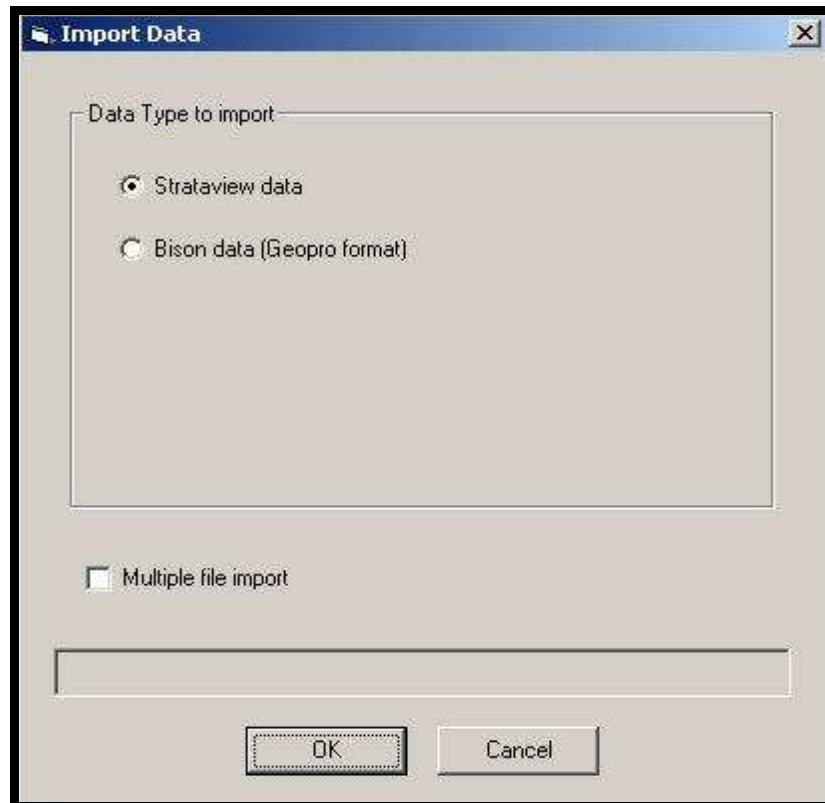 Import Data
Data Type to import
Strataview data
Bison data (Geopro format)
Multiple file import
OK
Cancel